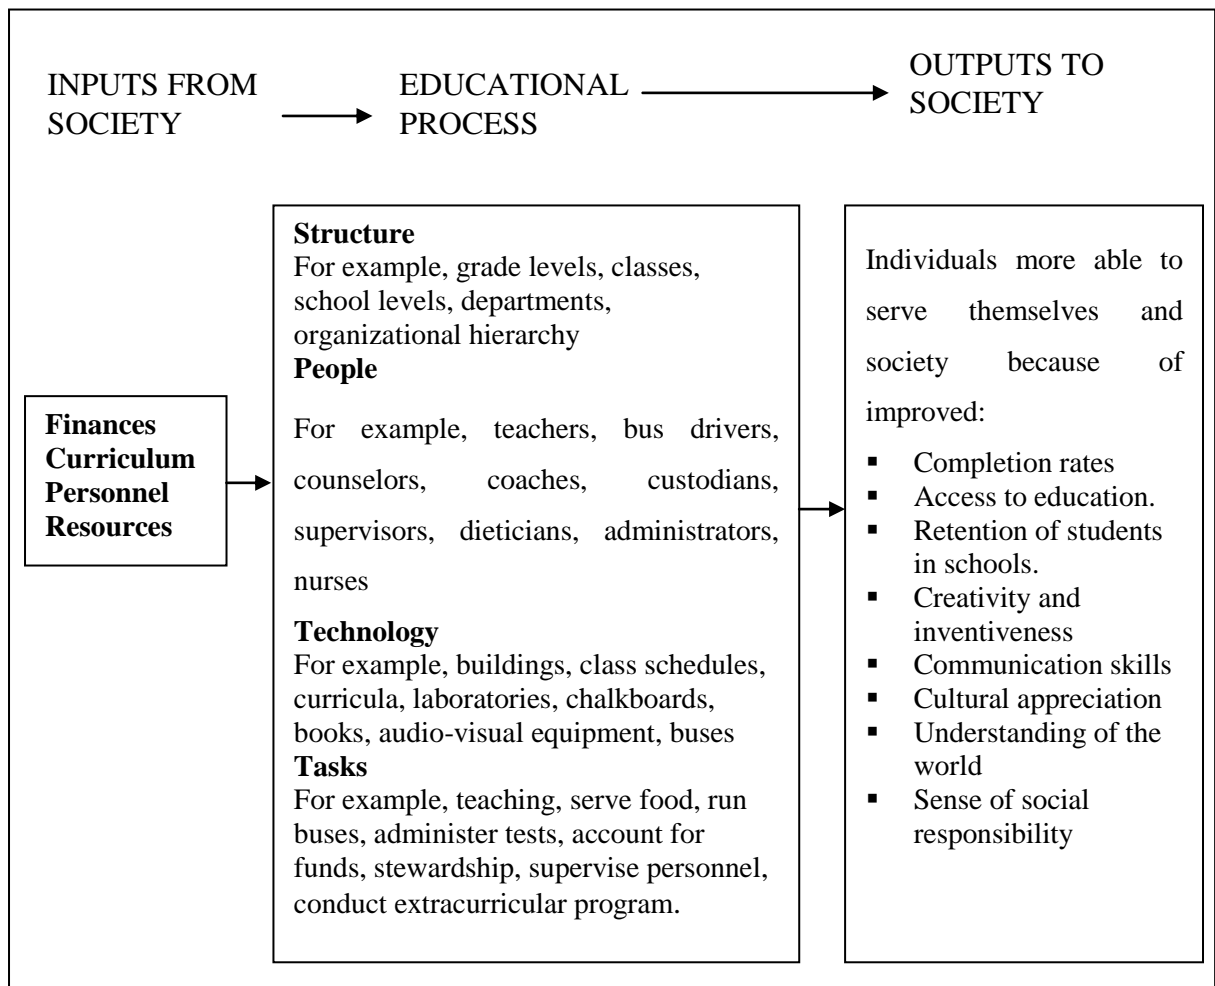 INPUTS FROM
SOCIETY
EDUCATIONAL
PROCESS
OUTPUTS TO
SOCIETY
Finances
Curriculum
Personnel
Resources
Structure
For example, grade levels, classes,
school levels, departments,
organizational hierarchy
People
For example, teachers, bus drivers,
counselors, coaches, custodians,
supervisors, dieticians, administrators,
nurses
Technology
For example, buildings, class schedules,
curricula, laboratories, chalkboards,
books, audio-visual equipment, buses
Tasks
For example, teaching, serve food, run
buses, administer tests, account for
funds, stewardship, supervise personnel,
conduct extracurricular program.
Individuals more able to
serve themselves and
society because of
improved:
▪ Completion rates
▪ Access to education.
▪ Retention of students
in schools.
▪ Creativity and
inventiveness
▪ Communication skills
▪ Cultural appreciation
▪ Understanding of the
world
▪ Sense of social
responsibility